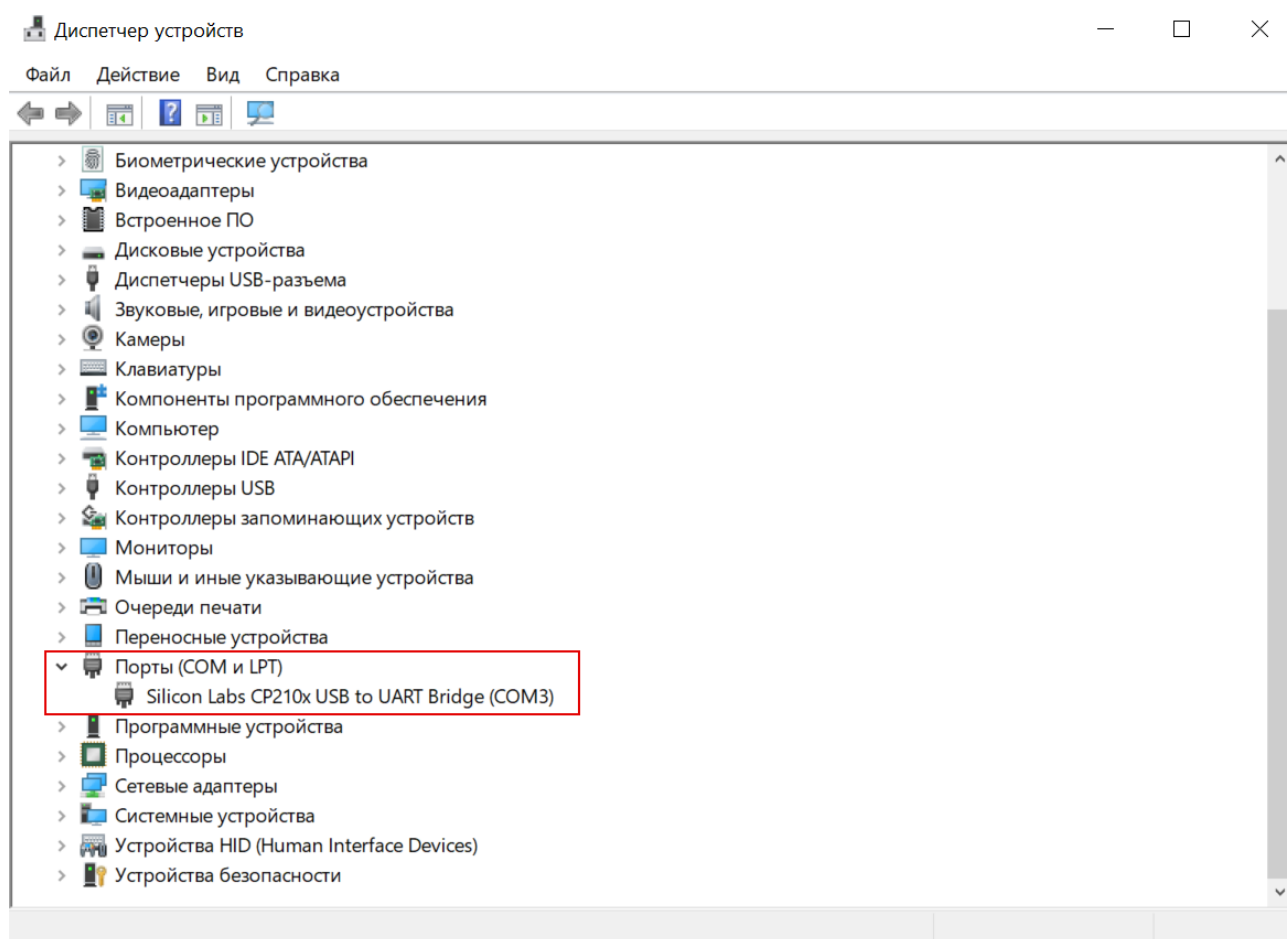 Диспетчер устройств
Файл Действие Вид Справка
?
Биометрические устройства
Видеоадаптеры
Встроенное ПО
Дисковые устройства
Диспетчеры USB-разъема
Звуковые, игровые и видеоустройства
Камеры
Клавиатуры
Компоненты программного обеспечения
Компьютер
Контроллеры IDE ATA/ATAPI
Контроллеры USB
Контроллеры запоминающих устройств
Мониторы
Мыши и иные указывающие устройства
Очереди печати
Переносные устройства
Порты (COM и LPT)
Silicon Labs CP210x USB to UART Bridge (COM3)
Программные устройства
Процессоры
Сетевые адаптеры
Системные устройства
Устройства HID (Human Interface Devices)
Устройства безопасности